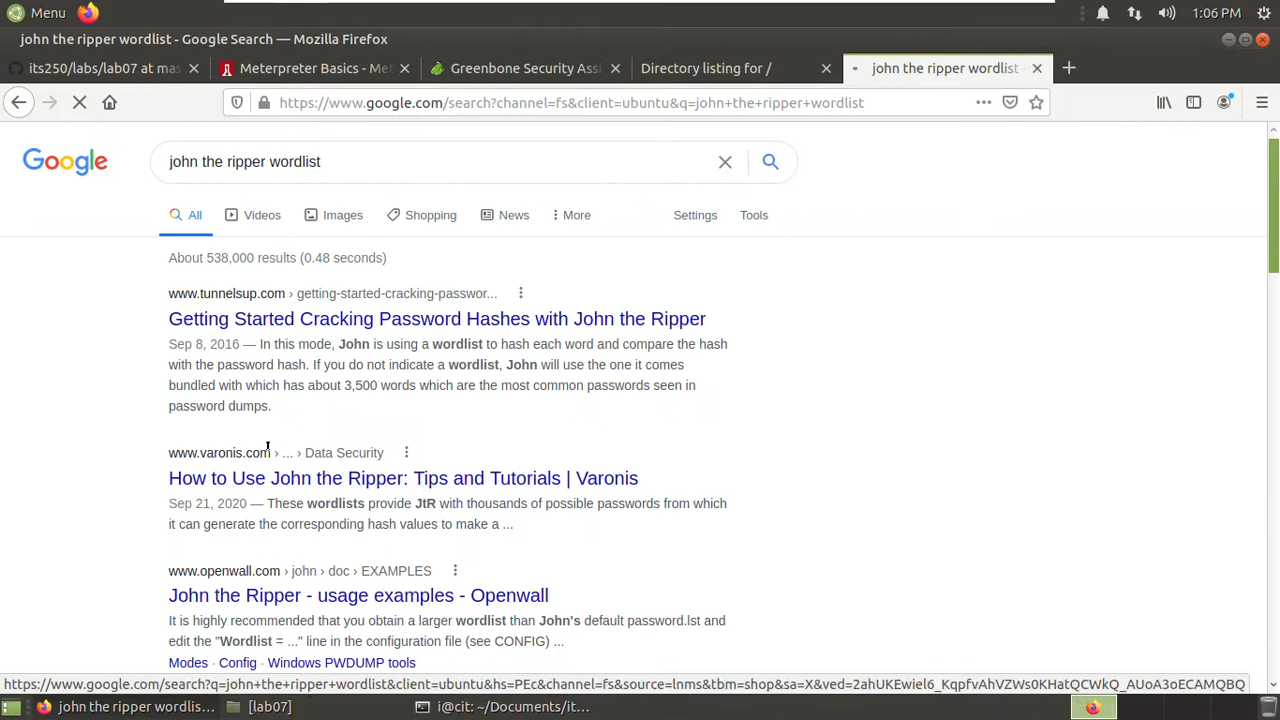 Menu
1:06 PM
john the ripper wordlist - Google Search — Mozilla Firefox
its250/labs/lab07 at mas
Meterpreter Basics - Met
Greenbone Security Assi
Directory listing for /
john the ripper wordlist
https://www.google.com/search?channel=fs&client=ubuntu&q=john+the+ripper+wordlist
Google
john the ripper wordlist
All
Videos
Images
Shopping
News
More
Settings
Tools
About 538,000 results (0.48 seconds)
www.tunnelsup.com › getting-started-cracking-passwor...
Getting Started Cracking Password Hashes with John the Ripper
Sep 8, 2016 — In this mode, John is using a wordlist to hash each word and compare the hash
with the password hash. If you do not indicate a wordlist, John will use the one it comes
bundled with which has about 3,500 words which are the most common passwords seen in
password dumps.
www.varonis.com › ... › Data Security
How to Use John the Ripper: Tips and Tutorials | Varonis
Sep 21, 2020 — These wordlists provide JtR with thousands of possible passwords from which
it can generate the corresponding hash values to make a ...
www.openwall.com › john › doc › EXAMPLES
John the Ripper - usage examples - Openwall
It is highly recommended that you obtain a larger wordlist than John's default password.lst and
edit the "Wordlist = ..." line in the configuration file (see CONFIG) ...
Modes · Config · Windows PWDUMP tools
https://www.google.com/search?q=john+the+ripper+wordlist&client=ubuntu&hs=PEc&channel=fs&source=lnms&tbm=shop&sa=X&ved=2ahUKEwiel6_KqpfvAhVZWs0KHatQCWkQ_AUoA3oECAMQBQ
john the ripper wordlis...
[lab07]
i@cit: ~/Documents/it...